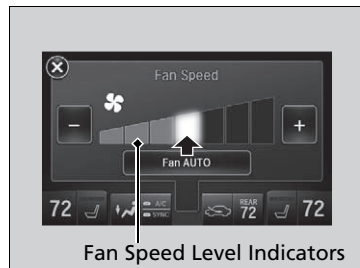 Fan Speed
−
+
Fan AUTO
72
A/C
SYNC
REAR
72
72
Fan Speed Level Indicators